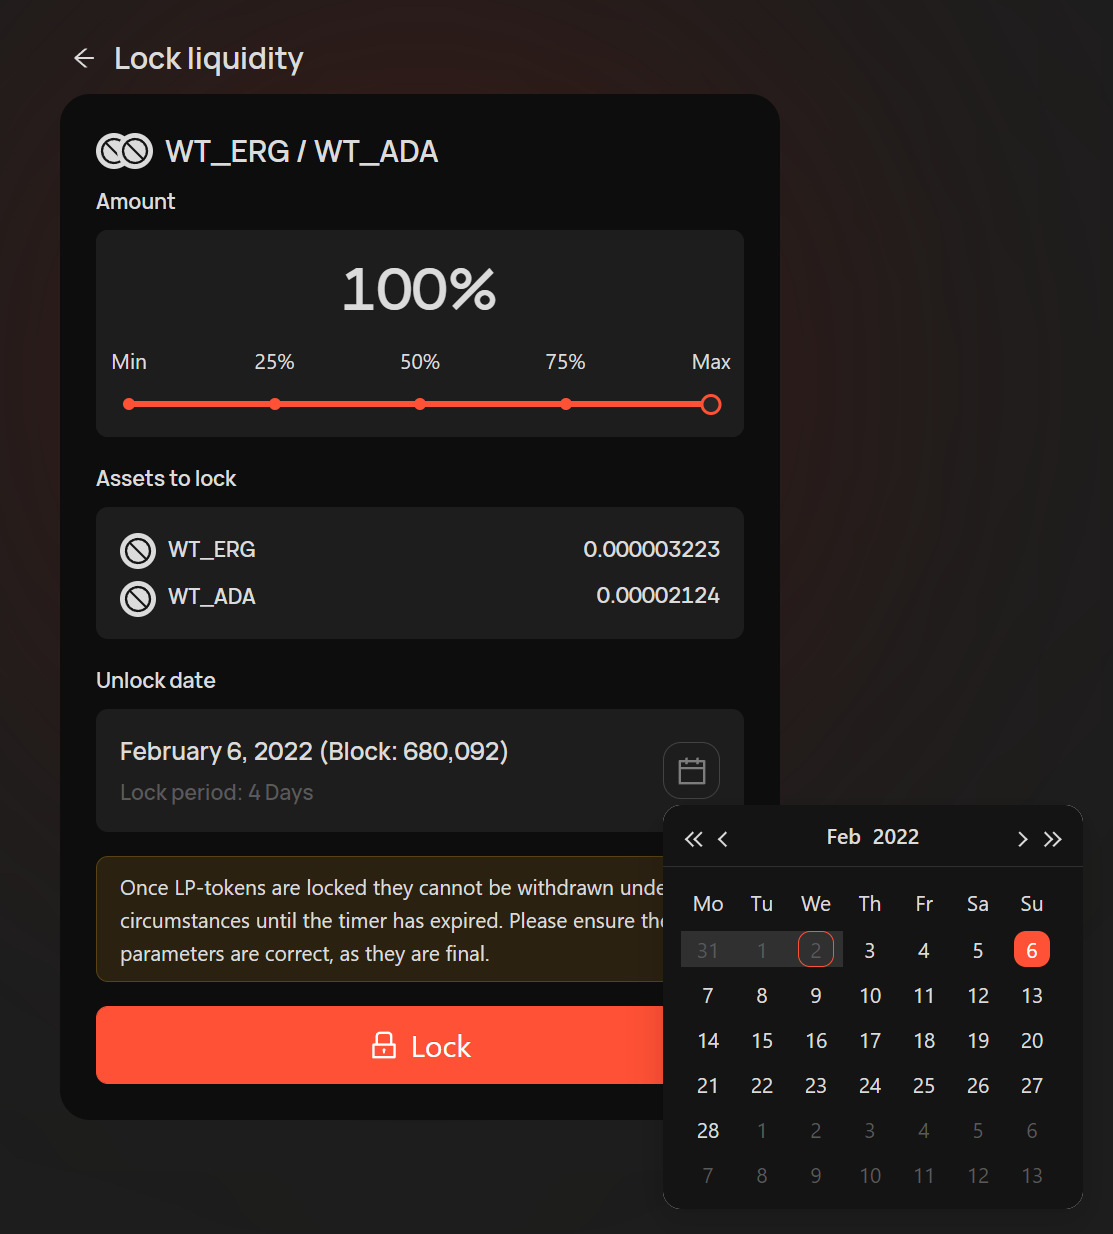 Lock liquidity
WT_ERG / WT_ADA
Amount
100%
Min 25% 50% 75% Max
Assets to lock
WT_ERG 0.000003223
WT_ADA 0.00002124
Unlock date
February 6, 2022 (Block: 680,092)
Lock period: 4 Days
Once LP-tokens are locked they cannot be withdrawn unde
circumstances until the timer has expired. Please ensure the
parameters are correct, as they are final.
Lock
Feb 2022
Mo Tu We Th Fr Sa Su
31 1 2 3 4 5 6
7 8 9 10 11 12 13
14 15 16 17 18 19 20
21 22 23 24 25 26 27
28 1 2 3 4 5 6
7 8 9 10 11 12 13